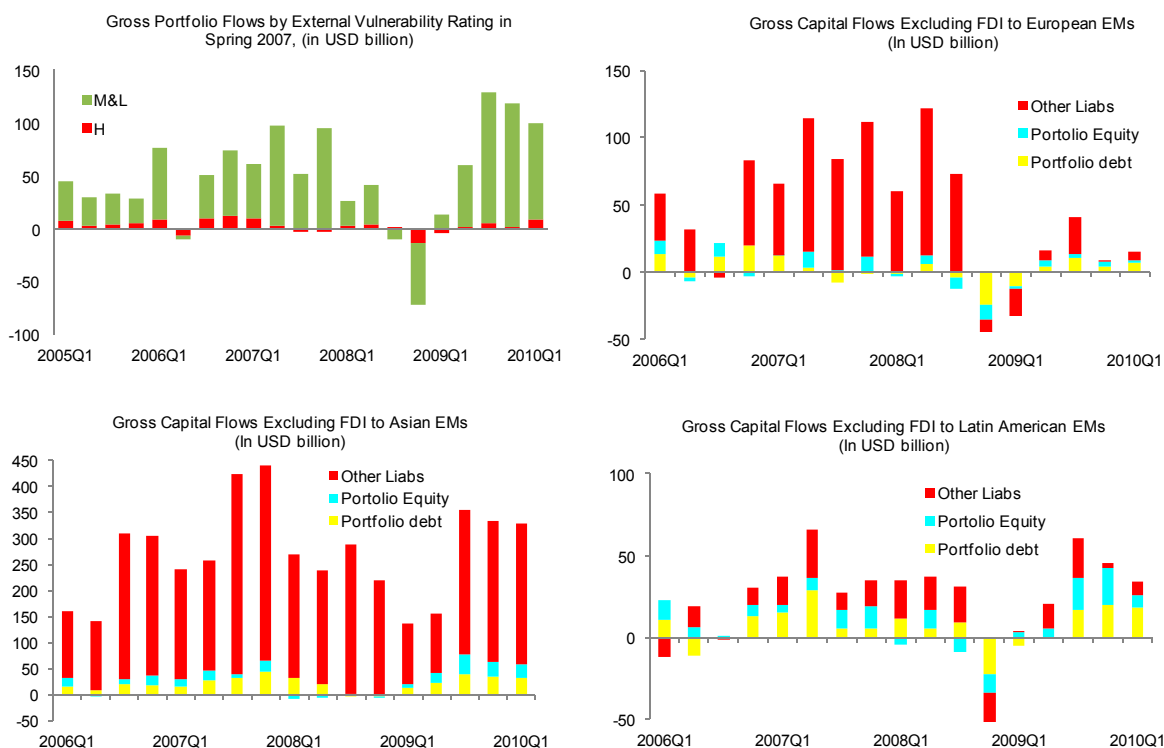 Gross Portfolio Flows by External Vulnerability Rating in
Spring 2007, (in USD billion)
150
100
50
0
-50
-100
M&L
H
2005Q1 2006Q1 2007Q1 2008Q1 2009Q1 2010Q1
Gross Capital Flows Excluding FDI to European EMs
(In USD billion)
150
100
50
0
-50
Other Liabs
Portolio Equity
Portfolio debt
2006Q1 2007Q1 2008Q1 2009Q1 2010Q1
Gross Capital Flows Excluding FDI to Asian EMs
(In USD billion)
450
400
350
300
250
200
150
100
50
0
-50
Other Liabs
Portolio Equity
Portfolio debt
2006Q1 2007Q1 2008Q1 2009Q1 2010Q1
Gross Capital Flows Excluding FDI to Latin American EMs
(In USD billion)
100
50
0
-50
Other Liabs
Portolio Equity
Portfolio debt
2006Q1 2007Q1 2008Q1 2009Q1 2010Q1